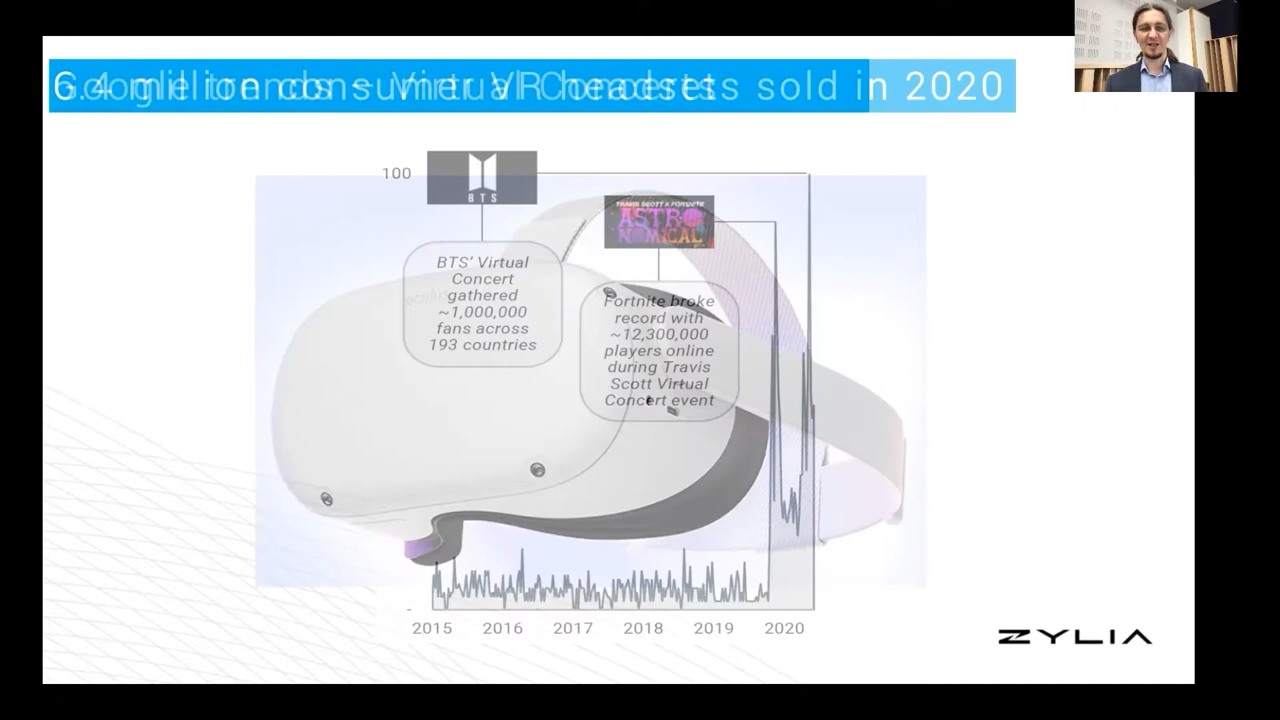 6.4 million consumer VR headsets sold in 2020
Google trends – Virtual Concerts
100
BTS
TRAVIS SCOTT X FORTNITE
ASTRO
NOMICAL
BTS’ Virtual
Concert
gathered
~1,000,000
fans across
193 countries
Fortnite broke
record with
~12,300,000
players online
during Travis
Scott Virtual
Concert event
-
2015 2016 2017 2018 2019 2020
ZYLIA